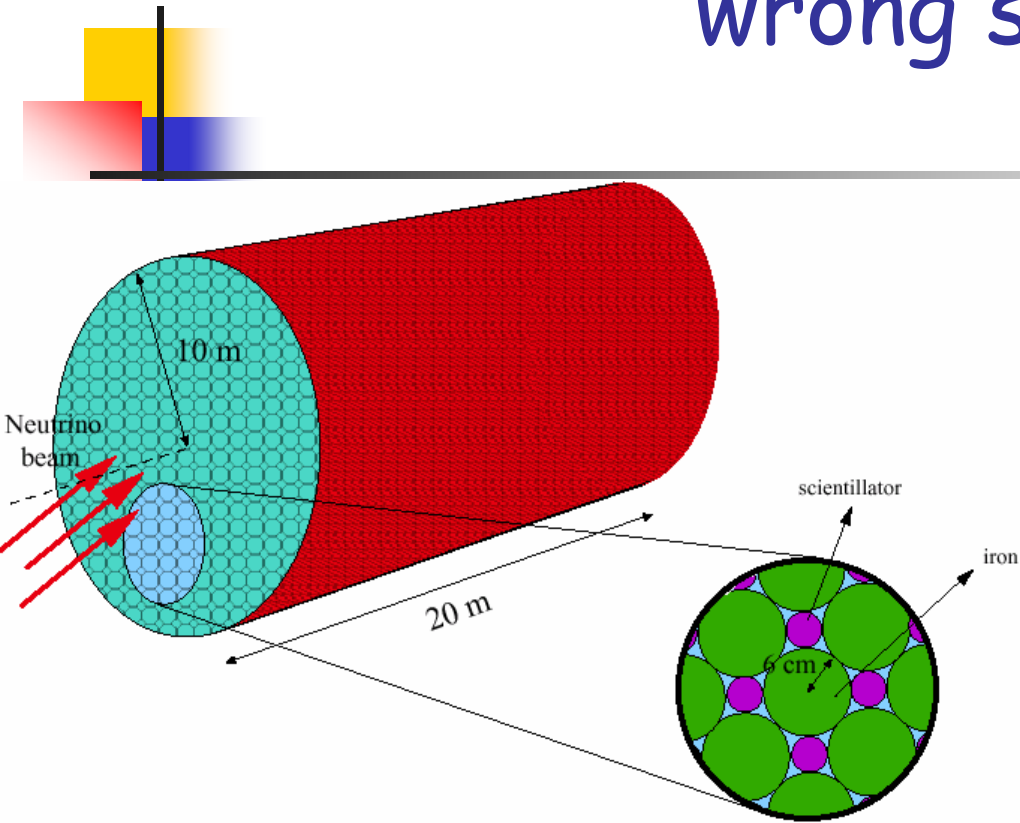 wrong s
10 m
Neutrino
beam
scientillator
iron
20 m
6 cm